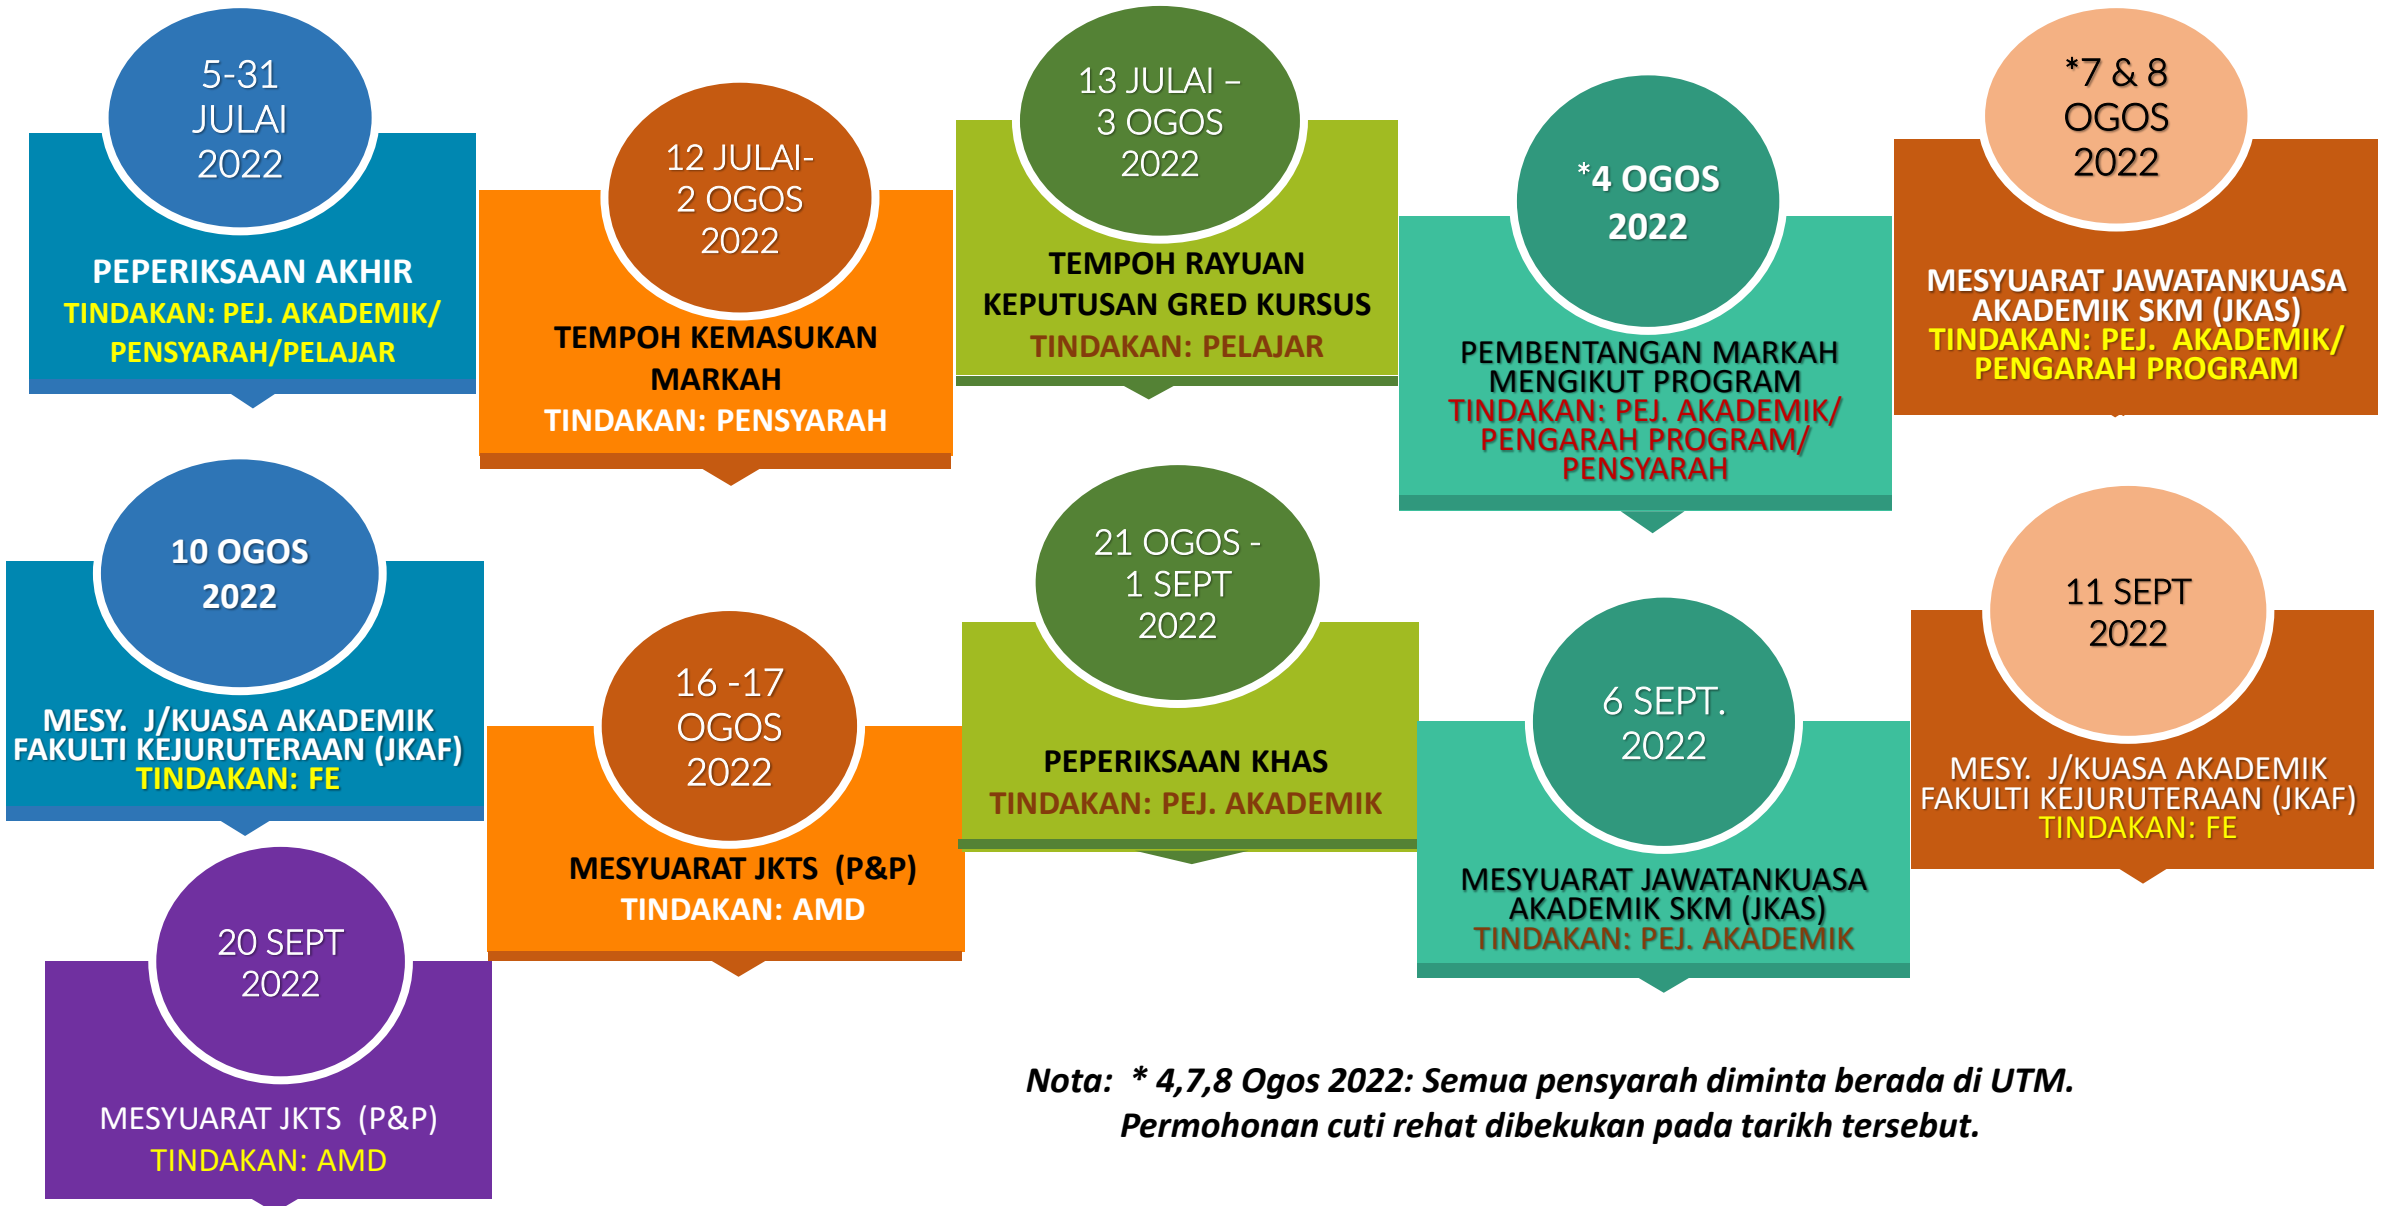 5-31
JULAI
2022
PEPERIKSAAN AKHIR
TINDAKAN: PEJ. AKADEMIK/
PENSYARAH/PELAJAR
12 JULAI-
2 OGOS
2022
TEMPOH KEMASUKAN
MARKAH
TINDAKAN: PENSYARAH
13 JULAI –
3 OGOS
2022
TEMPOH RAYUAN
KEPUTUSAN GRED KURSUS
TINDAKAN: PELAJAR
*4 OGOS
2022
PEMBENTANGAN MARKAH
MENGIKUT PROGRAM
TINDAKAN: PEJ. AKADEMIK/
PENGARAH PROGRAM/
PENSYARAH
*7 & 8
OGOS
2022
MESYUARAT JAWATANKUASA
AKADEMIK SKM (JKAS)
TINDAKAN: PEJ. AKADEMIK/
PENGARAH PROGRAM
10 OGOS
2022
MESY. J/KUASA AKADEMIK
FAKULTI KEJURUTERAAN (JKAF)
TINDAKAN: FE
16 -17
OGOS
2022
MESYUARAT JKTS (P&P)
TINDAKAN: AMD
21 OGOS -
1 SEPT
2022
PEPERIKSAAN KHAS
TINDAKAN: PEJ. AKADEMIK
6 SEPT.
2022
MESYUARAT JAWATANKUASA
AKADEMIK SKM (JKAS)
TINDAKAN: PEJ. AKADEMIK
11 SEPT
2022
MESY. J/KUASA AKADEMIK
FAKULTI KEJURUTERAAN (JKAF)
TINDAKAN: FE
20 SEPT
2022
MESYUARAT JKTS (P&P)
TINDAKAN: AMD
Nota: * 4,7,8 Ogos 2022: Semua pensyarah diminta berada di UTM.
Permohonan cuti rehat dibekukan pada tarikh tersebut.